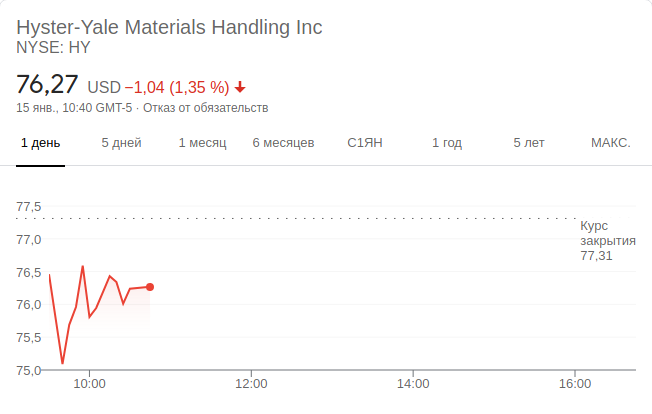 Hyster-Yale Materials Handling Inc
NYSE: HY
76,27 USD −1,04 (1,35 %)
15 янв., 10:40 GMT-5 · Отказ от обязательств
1 день 5 дней 1 месяц 6 месяцев С1ЯН 1 год 5 лет МАКС.
77,5
Курс
закрытия
77,31
77,0
76,5
76,0
75,5
75,0
10:00 12:00 14:00 16:00